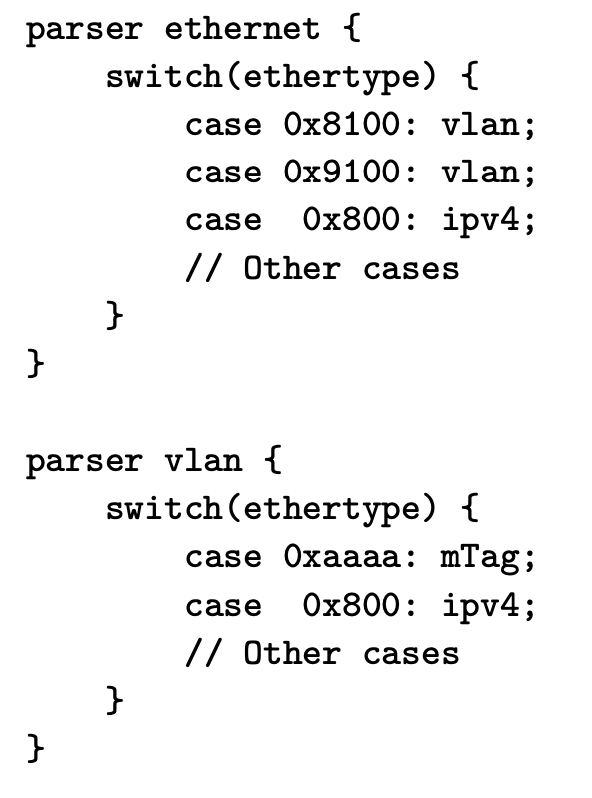 parser ethernet {
    switch(ethertype) {
        case 0x8100: vlan;
        case 0x9100: vlan;
        case  0x800: ipv4;
        // Other cases
    }
}

parser vlan {
    switch(ethertype) {
        case 0xaaaa: mTag;
        case  0x800: ipv4;
        // Other cases
    }
}